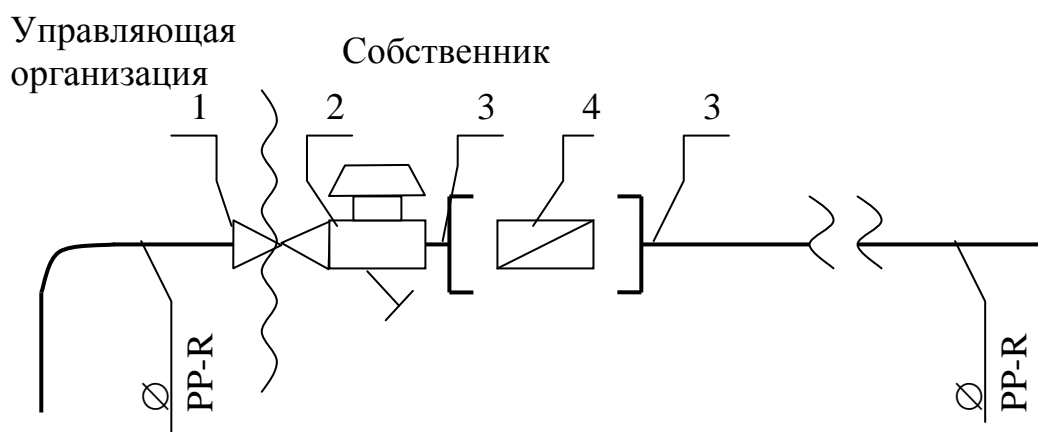 Управляющая
организация
Собственник
1
2
3
4
3
Ø PP-R
Ø PP-R